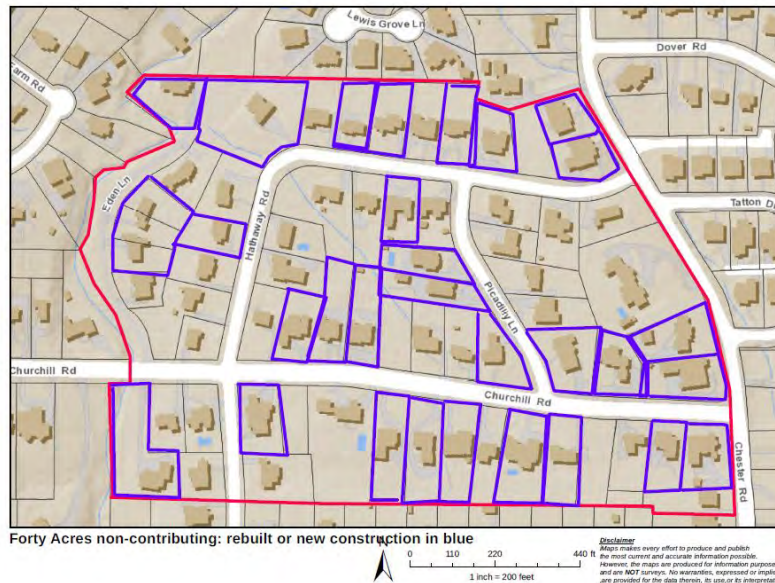 Lewis Grove Ln
Dover Rd
Farm Rd
Eden Ln
Hathaway Rd
Tatton
Picadilly Ln
Churchill Rd
Churchill Rd
Chester Rd
Forty Acres non-contributing: rebuilt or new construction in blue
N
0 110 220 440 ft
1 inch = 200 feet
Disclaimer
Maps makes every effort to produce and publish
the most current and accurate information possible.
However, the maps are produced for information purposes
and are NOT surveys. No warranties, expressed or implied
are provided for the data therein, its use, or its